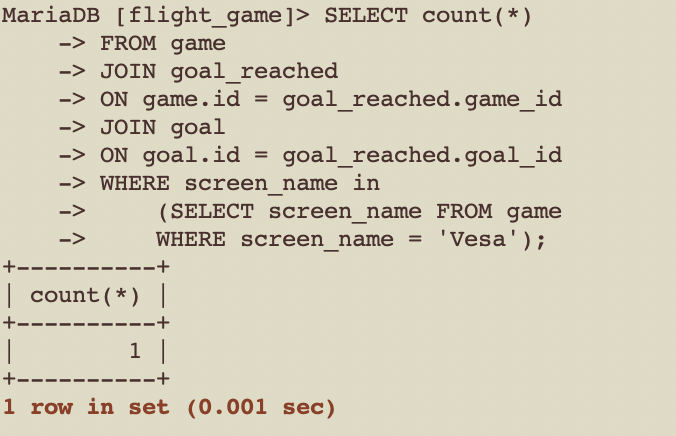 MariaDB [flight_game]> SELECT count(*)
    -> FROM game
    -> JOIN goal_reached
    -> ON game.id = goal_reached.game_id
    -> JOIN goal
    -> ON goal.id = goal_reached.goal_id
    -> WHERE screen_name in
    ->     (SELECT screen_name FROM game
    ->     WHERE screen_name = 'Vesa');
+----------+
| count(*) |
+----------+
|        1 |
+----------+
1 row in set (0.001 sec)